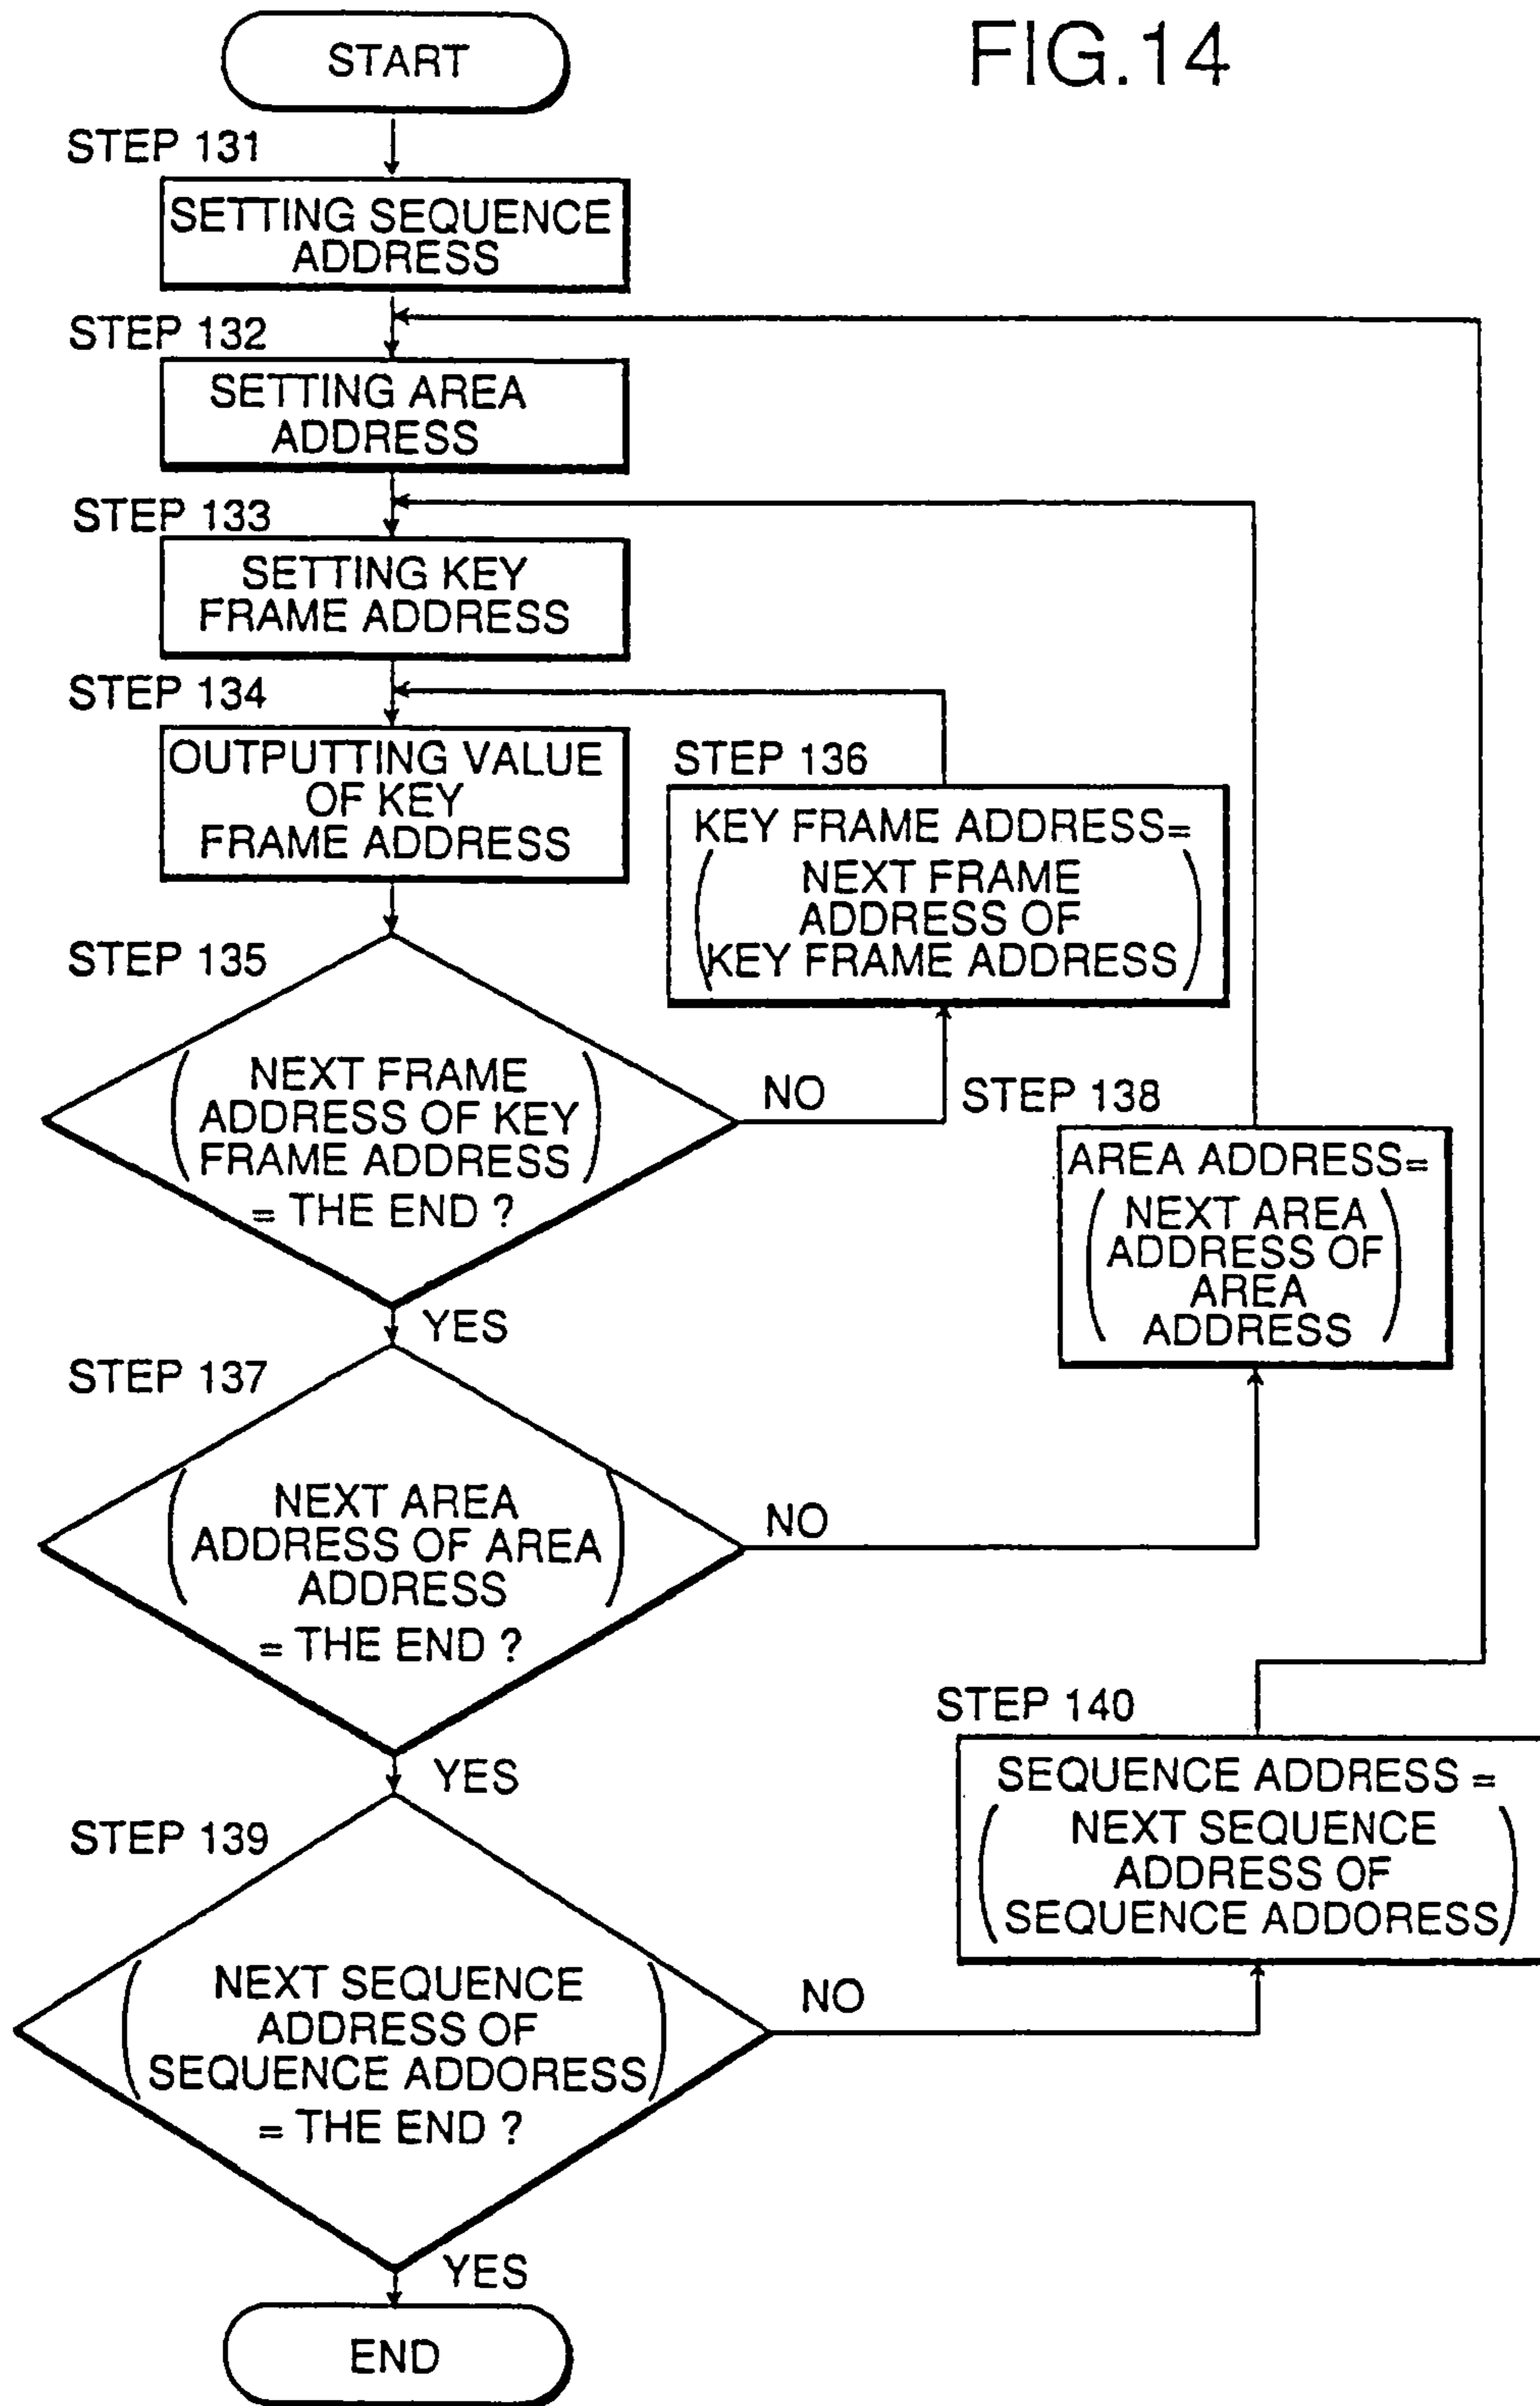 FIG.14
START
STEP 131
SETTING SEQUENCE
ADDRESS
STEP 132
SETTING AREA
ADDRESS
STEP 133
SETTING KEY
FRAME ADDRESS
STEP 134
OUTPUTTING VALUE
OF KEY
FRAME ADDRESS
STEP 135
( NEXT FRAME
ADDRESS OF KEY
FRAME ADDRESS )
= THE END ?
NO
STEP 136
KEY FRAME ADDRESS=
( NEXT FRAME
ADDRESS OF
KEY FRAME ADDRESS )
YES
STEP 137
( NEXT AREA
ADDRESS OF AREA
ADDRESS )
= THE END ?
NO
STEP 138
AREA ADDRESS=
( NEXT AREA
ADDRESS OF
AREA
ADDRESS )
YES
STEP 139
( NEXT SEQUENCE
ADDRESS OF
SEQUENCE ADDORESS )
= THE END ?
NO
STEP 140
SEQUENCE ADDRESS =
( NEXT SEQUENCE
ADDRESS OF
SEQUENCE ADDORESS )
YES
END